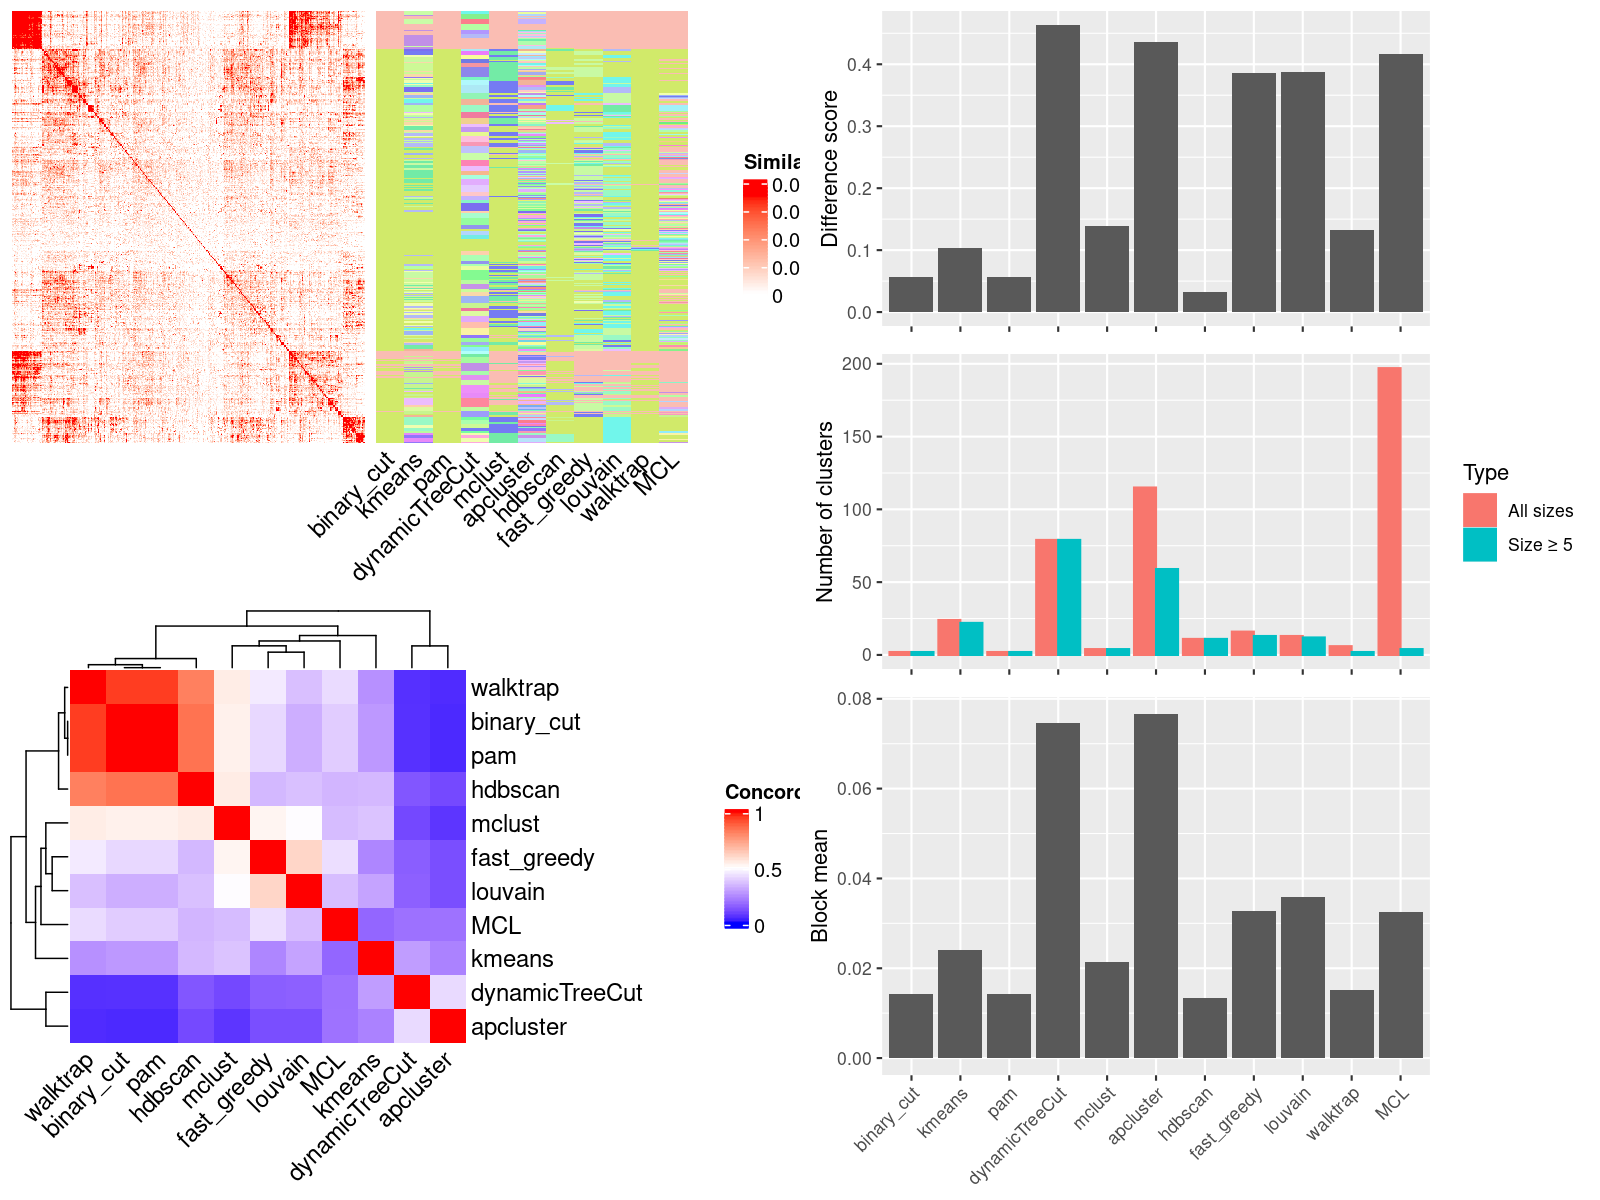 Simila
0.0
0.0
0.0
0.0
0
binary_cut
kmeans
pam
dynamicTreeCut
mclust
apcluster
hdbscan
fast_greedy
louvain
walktrap
MCL
Difference score
0.4
0.3
0.2
0.1
0.0
Number of clusters
200
150
100
50
0
Type
All sizes
Size ≥ 5
walktrap
binary_cut
pam
hdbscan
mclust
fast_greedy
louvain
MCL
kmeans
dynamicTreeCut
apcluster
walktrap
binary_cut
pam
hdbscan
mclust
fast_greedy
louvain
MCL
kmeans
dynamicTreeCut
apcluster
Concord
1
0.5
0
Block mean
0.08
0.06
0.04
0.02
0.00
binary_cut
kmeans
pam
dynamicTreeCut
mclust
apcluster
hdbscan
fast_greedy
louvain
walktrap
MCL